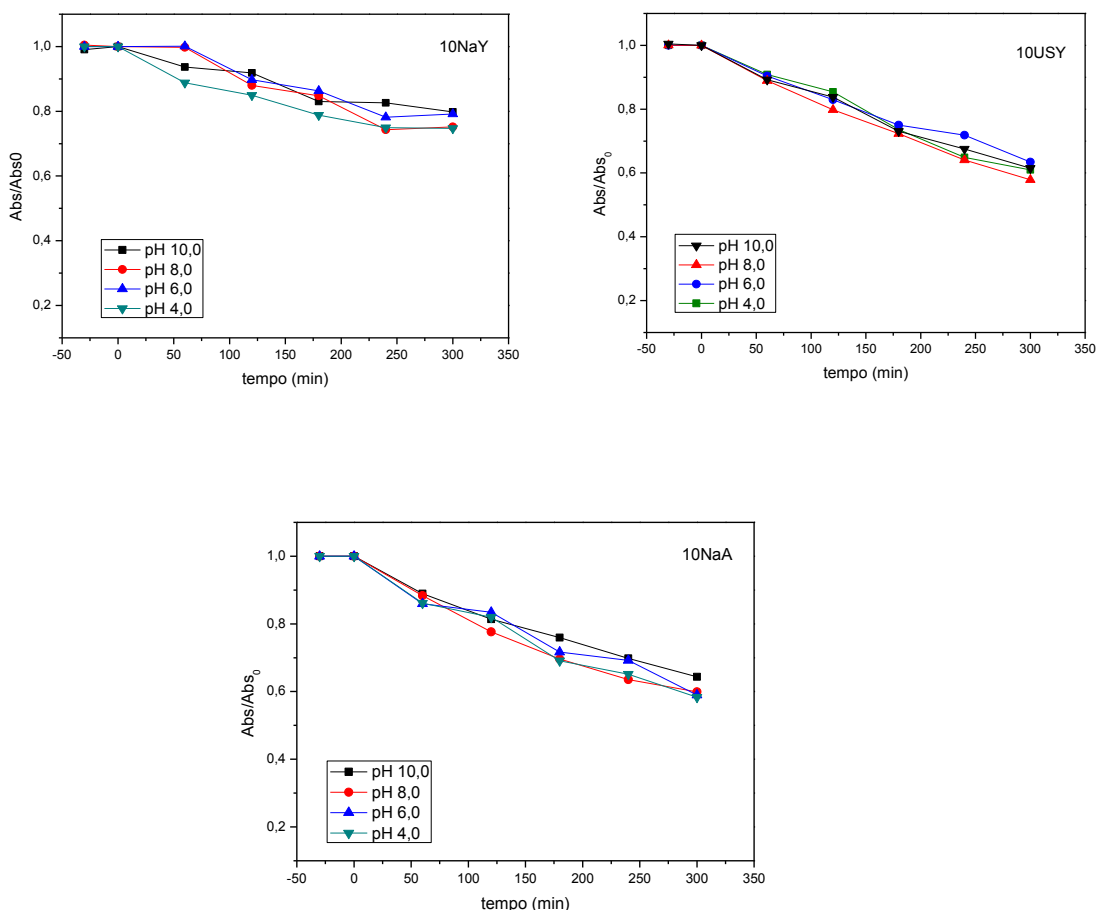 10NaY
1,0
0,8
0,6
0,4
0,2
Abs/Abs0
pH 10,0
pH 8,0
pH 6,0
pH 4,0
-50 0 50 100 150 200 250 300 350
tempo (min)
10USY
1,0
0,8
0,6
0,4
0,2
Abs/Abs₀
pH 10,0
pH 8,0
pH 6,0
pH 4,0
-50 0 50 100 150 200 250 300 350
tempo (min)
10NaA
1,0
0,8
0,6
0,4
0,2
Abs/Abs₀
pH 10,0
pH 8,0
pH 6,0
pH 4,0
-50 0 50 100 150 200 250 300 350
tempo (min)